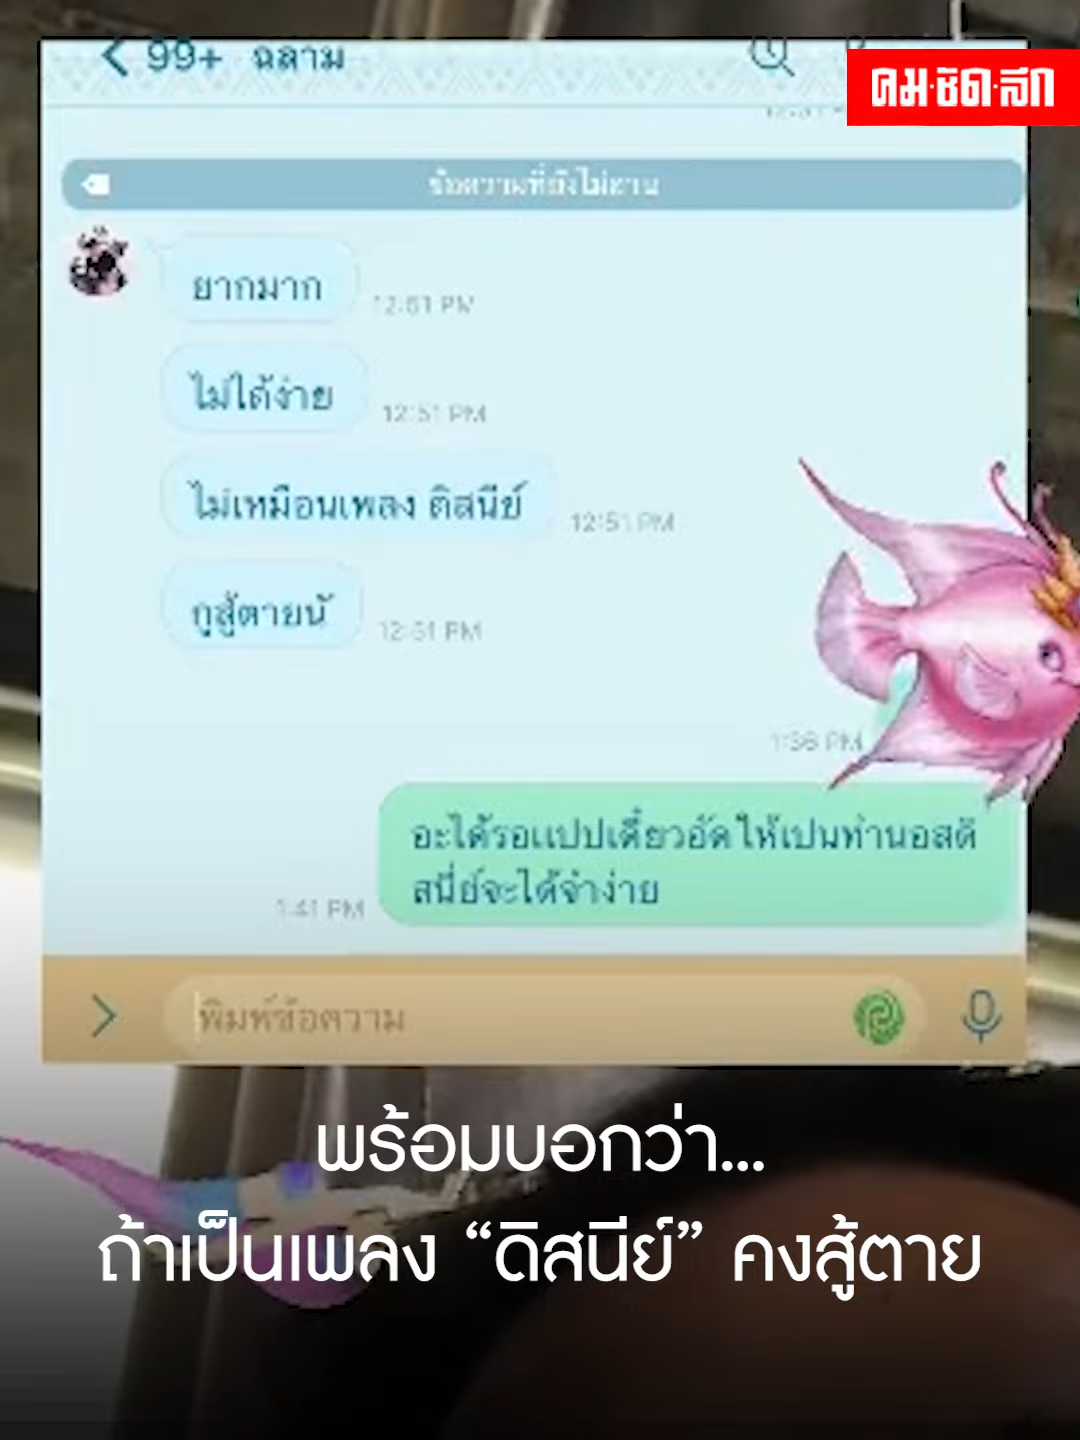 99+ ฉลาม
คม·ชัด·ลึก
ข้อความที่ยังไม่อ่าน
ยากมาก
12:51 PM
ไม่ได้ง่าย
12:51 PM
ไม่เหมือนเพลง ดิสนีย์
12:51 PM
กูสู้ตายนั
12:51 PM
1:36 PM
อะได้รอแปปเดี๋ยวอัดให้เปนทำนอสดิ
สนี่ย์จะได้จำง่าย
1:41 PM
พิมพ์ข้อความ
พร้อมบอกว่า...
ถ้าเป็นเพลง “ดิสนีย์” คงสู้ตาย